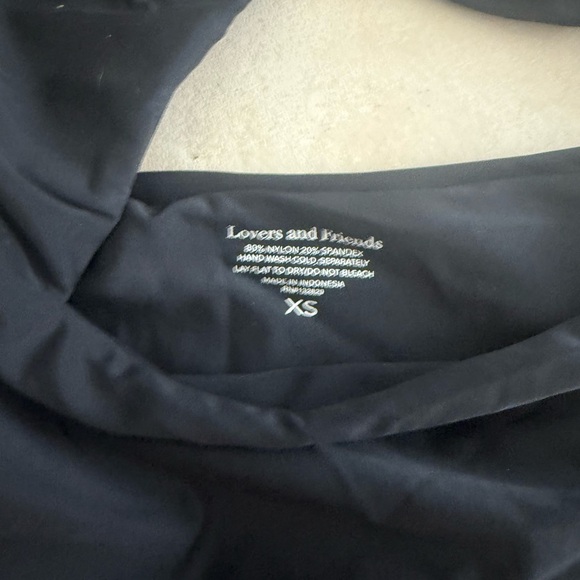 Lovers and Friends
80% NYLON 20% SPANDEX
HAND WASH COLD, SEPARATELY
LAY FLAT TO DRY/DO NOT BLEACH
MADE IN INDONESIA
XS